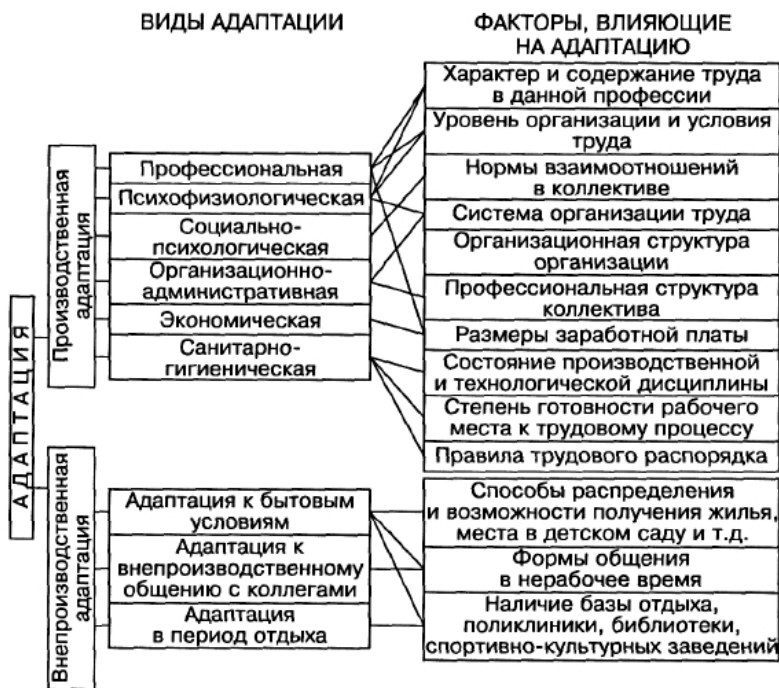 ВИДЫ АДАПТАЦИИ
ФАКТОРЫ, ВЛИЯЮЩИЕ
НА АДАПТАЦИЮ
АДАПТАЦИЯ
Производственная
адаптация
Профессиональная
Психофизиологическая
Социально-
психологическая
Организационно-
административная
Экономическая
Санитарно-
гигиеническая
Характер и содержание труда
в данной профессии
Уровень организации и условия
труда
Нормы взаимоотношений
в коллективе
Система организации труда
Организационная структура
организации
Профессиональная структура
коллектива
Размеры заработной платы
Состояние производственной
и технологической дисциплины
Степень готовности рабочего
места к трудовому процессу
Правила трудового распорядка
Внепроизводственная
адаптация
Адаптация к бытовым
условиям
Адаптация к
внепроизводственному
общению с коллегами
Адаптация
в период отдыха
Способы распределения
и возможности получения жилья,
места в детском саду и т.д.
Формы общения
в нерабочее время
Наличие базы отдыха,
поликлиники, библиотеки,
спортивно-культурных заведений